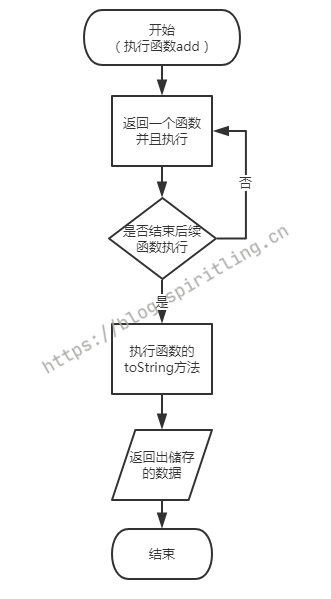 开始
（执行函数add）
返回一个函数
并且执行
否
是否结束后续
函数执行
是
https://blog.spiritling.cn
执行函数的
toString方法
返回出储存
的数据
结束